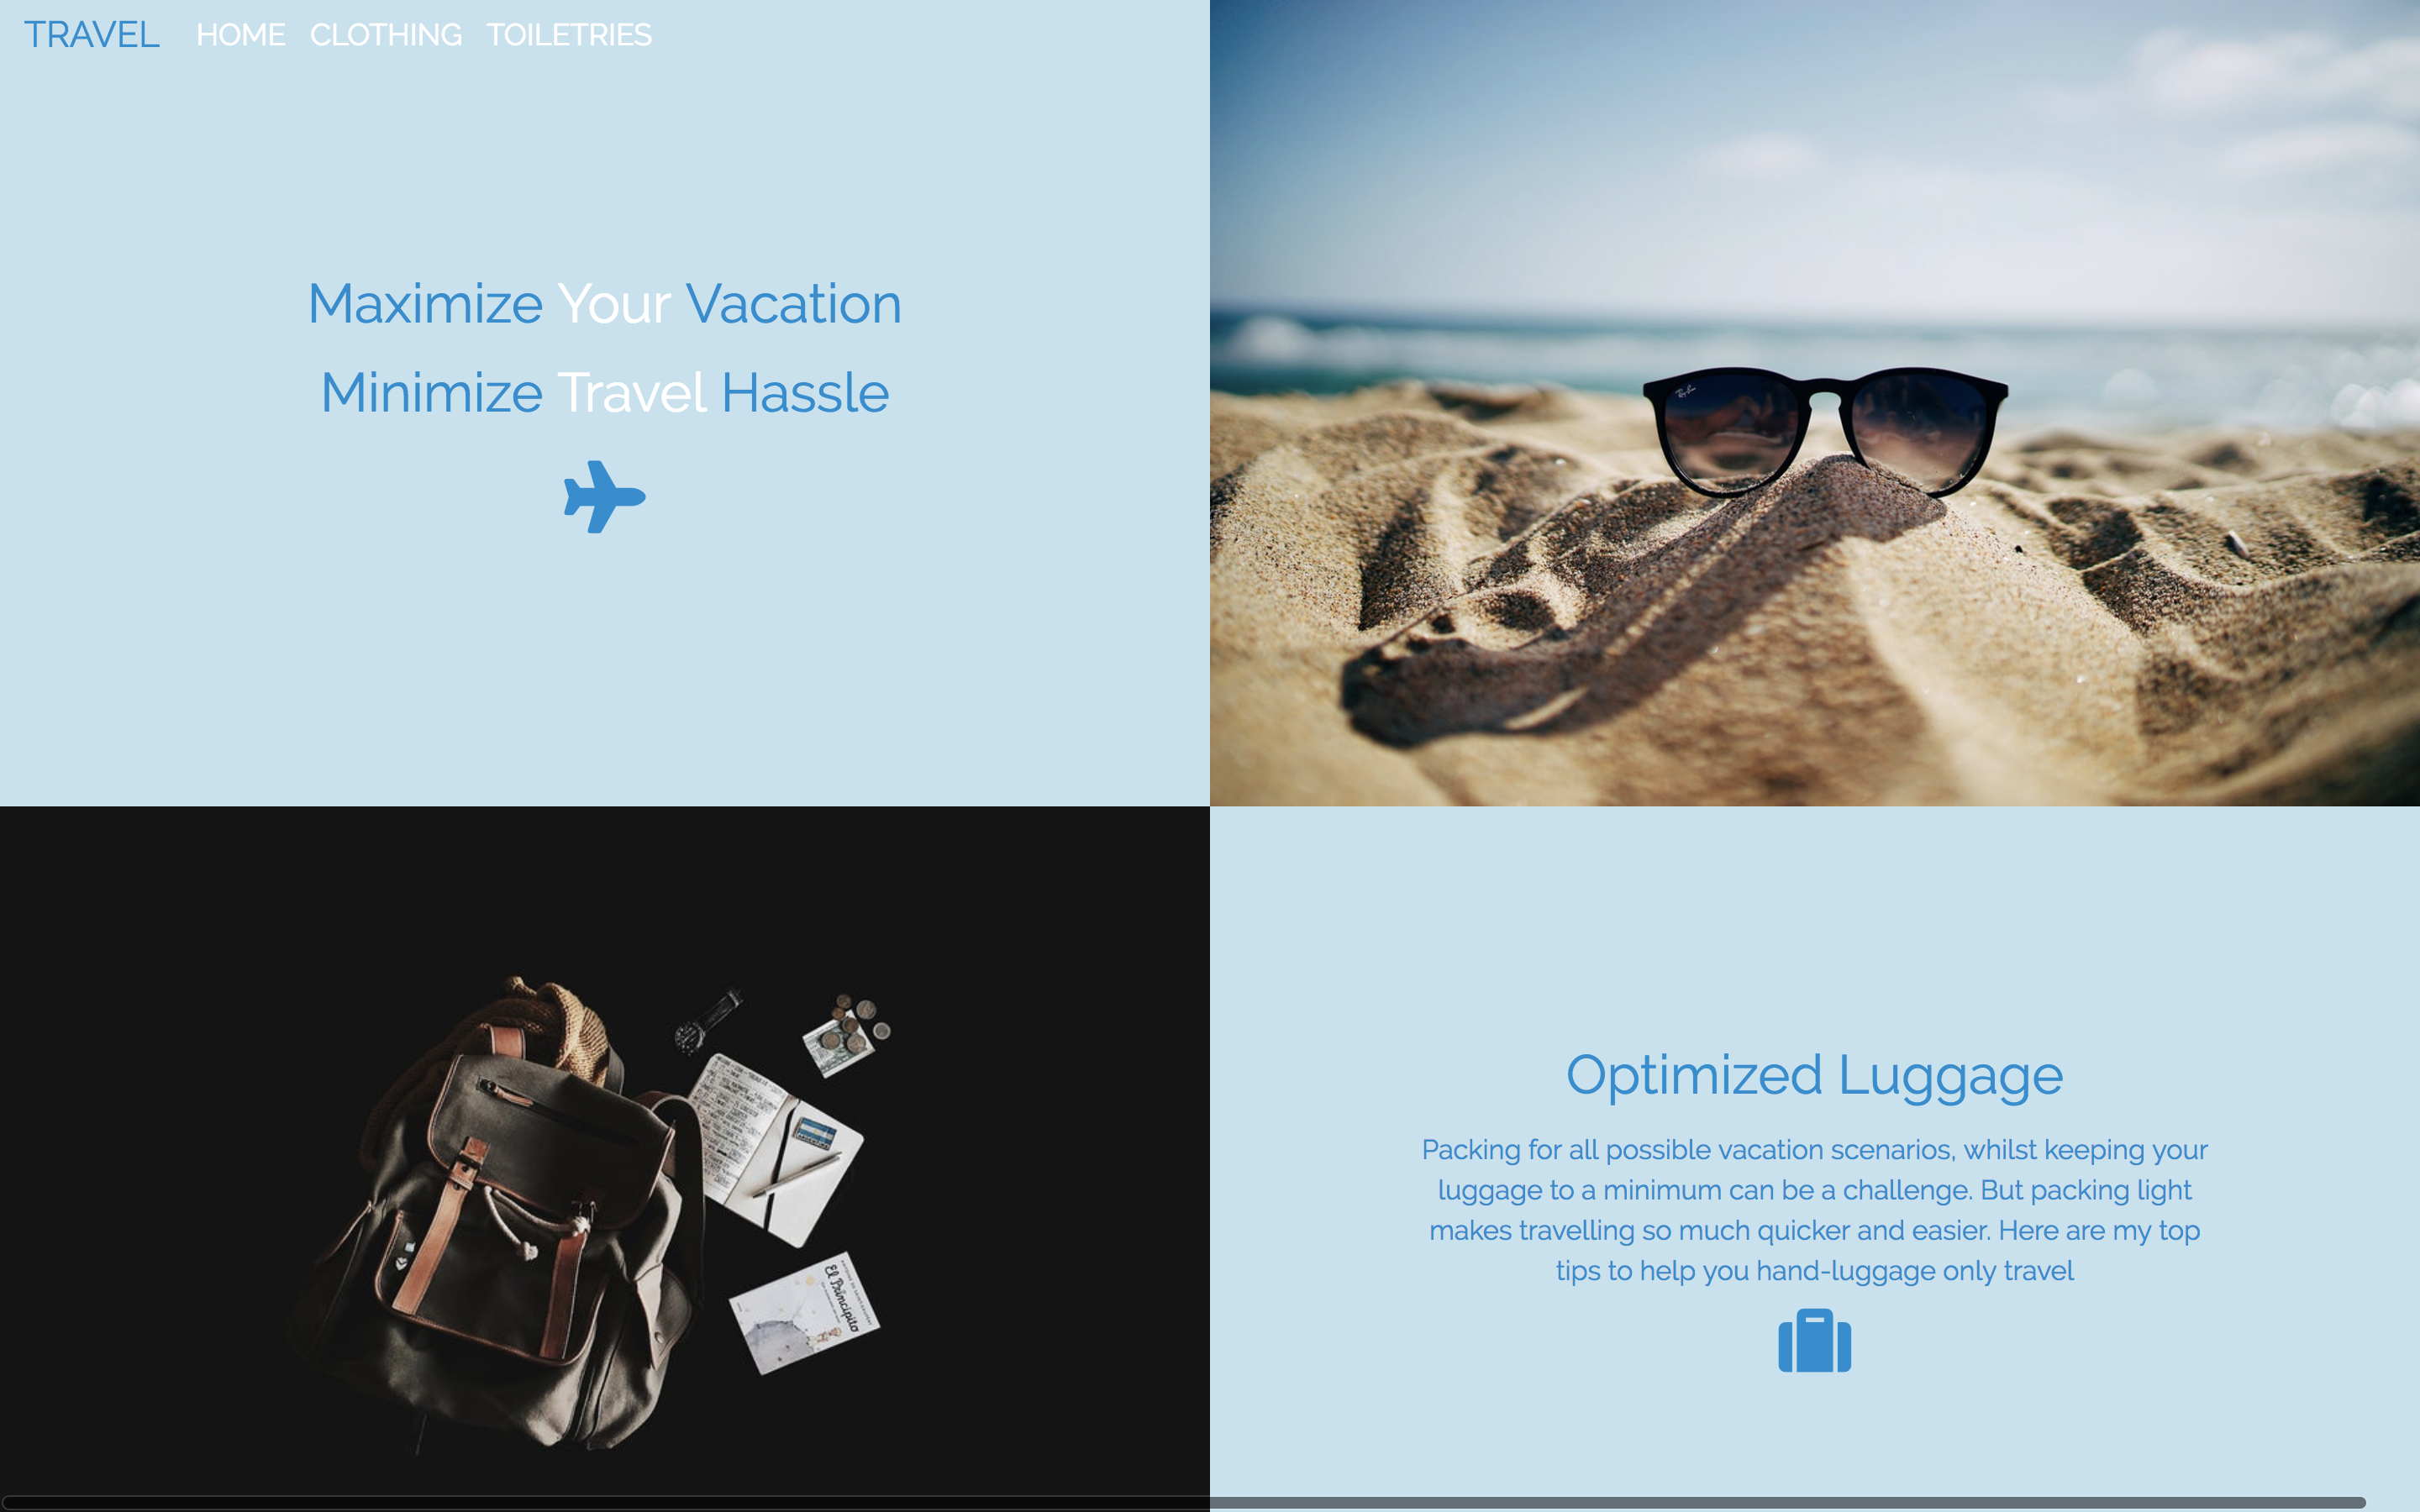 TRAVEL HOME CLOTHING TOILETRIES
Maximize Your Vacation
Minimize Travel Hassle
Ray-Ban
El Principito
Optimized Luggage
Packing for all possible vacation scenarios, whilst keeping your
luggage to a minimum can be a challenge. But packing light
makes travelling so much quicker and easier. Here are my top
tips to help you hand-luggage only travel